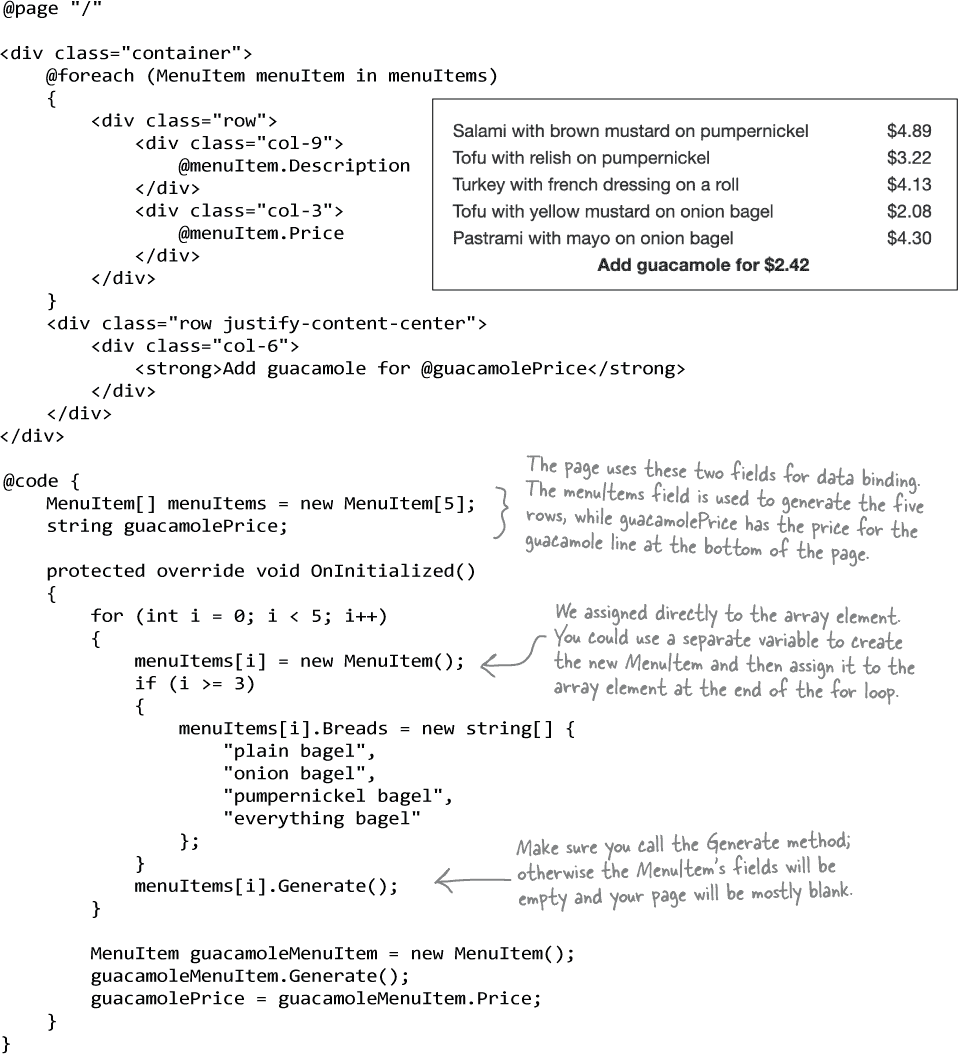 @page "/"
<div class="container">
    @foreach (MenuItem menuItem in menuItems)
    {
        <div class="row">
            <div class="col-9">
                @menuItem.Description
            </div>
            <div class="col-3">
                @menuItem.Price
            </div>
        </div>
    }
    <div class="row justify-content-center">
        <div class="col-6">
            <strong>Add guacamole for @guacamolePrice</strong>
        </div>
    </div>
</div>
Salami with brown mustard on pumpernickel $4.89
Tofu with relish on pumpernickel $3.22
Turkey with french dressing on a roll $4.13
Tofu with yellow mustard on onion bagel $2.08
Pastrami with mayo on onion bagel $4.30
Add guacamole for $2.42
@code {
    MenuItem[] menuItems = new MenuItem[5];
    string guacamolePrice;
The page uses these two fields for data binding.
The menuItems field is used to generate the five
rows, while guacamolePrice has the price for the
guacamole line at the bottom of the page.
    protected override void OnInitialized()
    {
        for (int i = 0; i < 5; i++)
        {
            menuItems[i] = new MenuItem();
            if (i >= 3)
            {
                menuItems[i].Breads = new string[] {
                    "plain bagel",
                    "onion bagel",
                    "pumpernickel bagel",
                    "everything bagel"
                };
            }
            menuItems[i].Generate();
        }
We assigned directly to the array element.
You could use a separate variable to create
the new MenuItem and then assign it to the
array element at the end of the for loop.
Make sure you call the Generate method;
otherwise the MenuItem's fields will be
empty and your page will be mostly blank.
        MenuItem guacamoleMenuItem = new MenuItem();
        guacamoleMenuItem.Generate();
        guacamolePrice = guacamoleMenuItem.Price;
    }
}